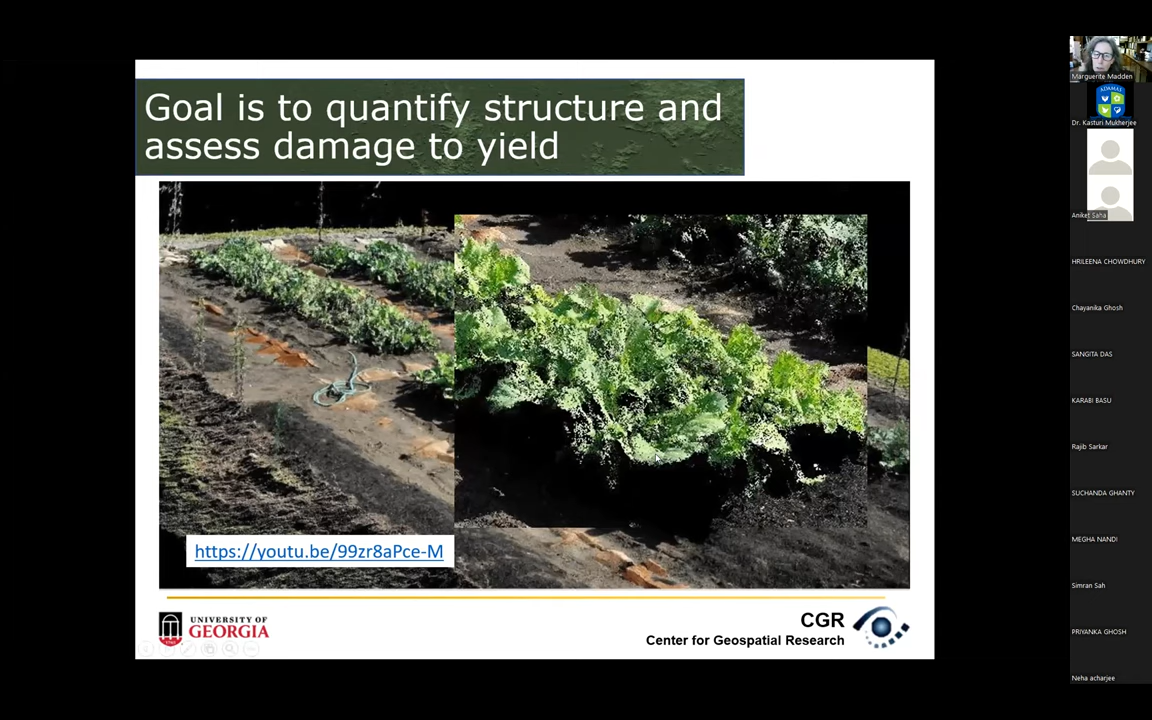 Goal is to quantify structure and
assess damage to yield
https://youtu.be/99zr8aPce-M
UNIVERSITY OF
GEORGIA
CGR
Center for Geospatial Research
Marguerite Madden
ADAMAS
Dr. Kasturi Mukherjee
Aniket Saha
HRILEENA CHOWDHURY
Chayanika Ghosh
SANGITA DAS
KARABI BASU
Rajib Sarkar
SUCHANDA GHANTY
MEGHA NANDI
Simran Sah
PRIYANKA GHOSH
Neha acharjee